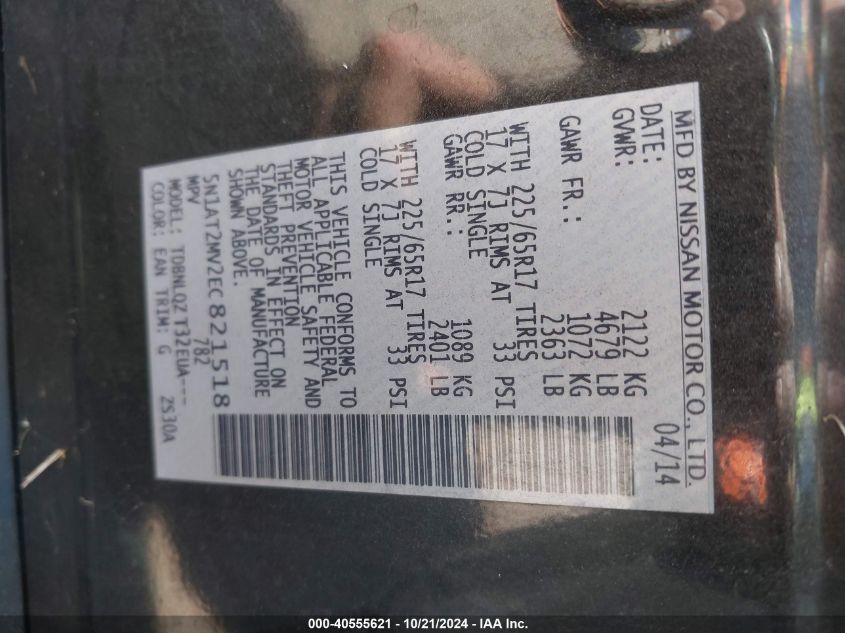 MFD BY NISSAN MOTOR CO., LTD.
DATE: 04/14
GVWR: 2122 KG
4679 LB
GAWR FR.: 1072 KG
2363 LB
WITH 225/65R17 TIRES
17 X 7J RIMS AT 33 PSI
COLD SINGLE
GAWR RR.: 1089 KG
2401 LB
WITH 225/65R17 TIRES
17 X 7J RIMS AT 33 PSI
COLD SINGLE
THIS VEHICLE CONFORMS TO
ALL APPLICABLE FEDERAL
MOTOR VEHICLE SAFETY AND
THEFT PREVENTION
STANDARDS IN EFFECT ON
THE DATE OF MANUFACTURE
SHOWN ABOVE.
5N1AT2MV2EC821518
MPV 782
MODEL: TDBNLQZ T32EUA---
COLOR: EAN TRIM: G 2S30A
000-40555621 - 10/21/2024 - IAA Inc.